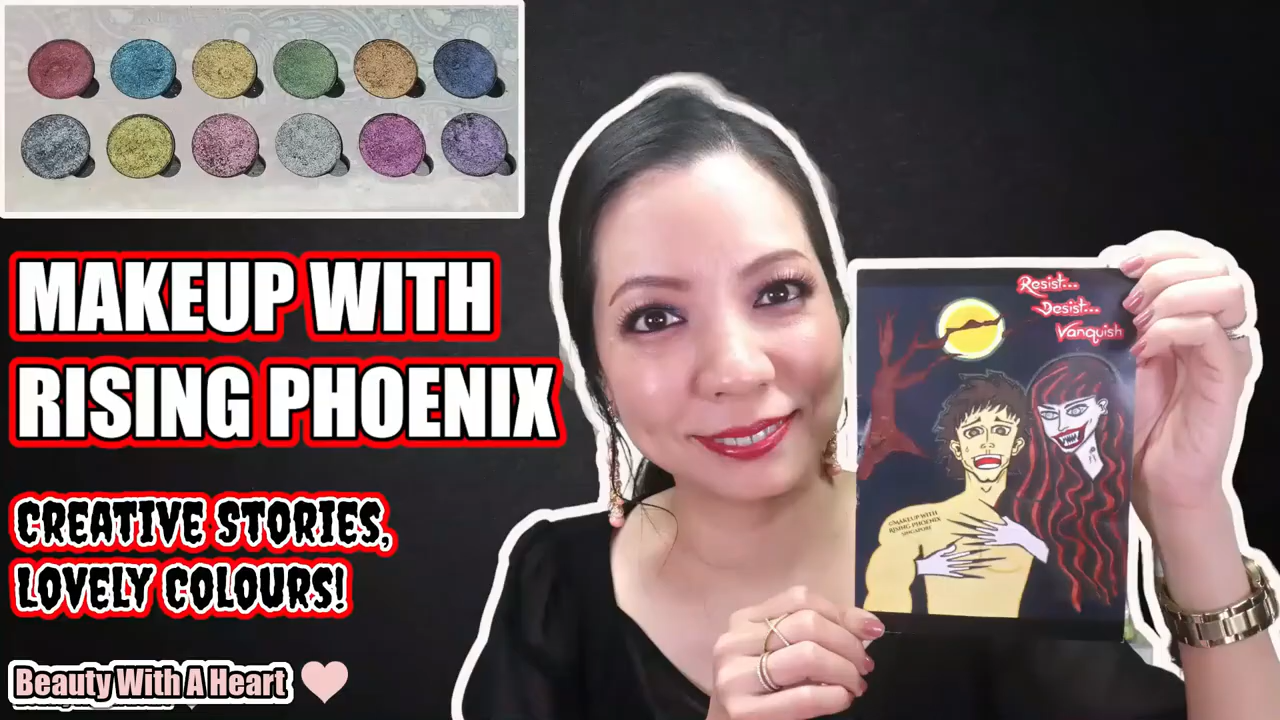 MAKEUP WITH
RISING PHOENIX
CREATIVE STORIES,
LOVELY COLOURS!
Beauty With A Heart
Resist...
Desist...
Vanquish
©MAKEUP WITH
RISING PHOENIX
SINGAPORE